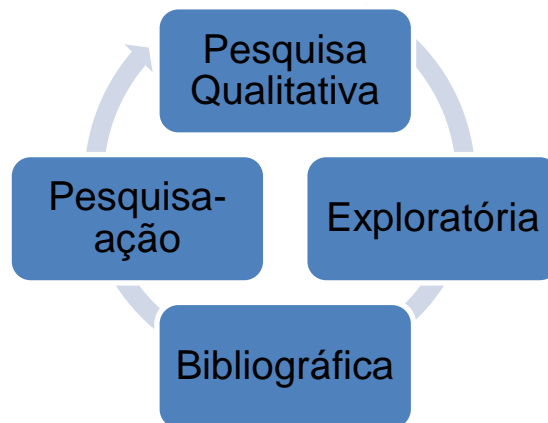 Pesquisa
Qualitativa
Exploratória
Bibliográfica
Pesquisa-
ação